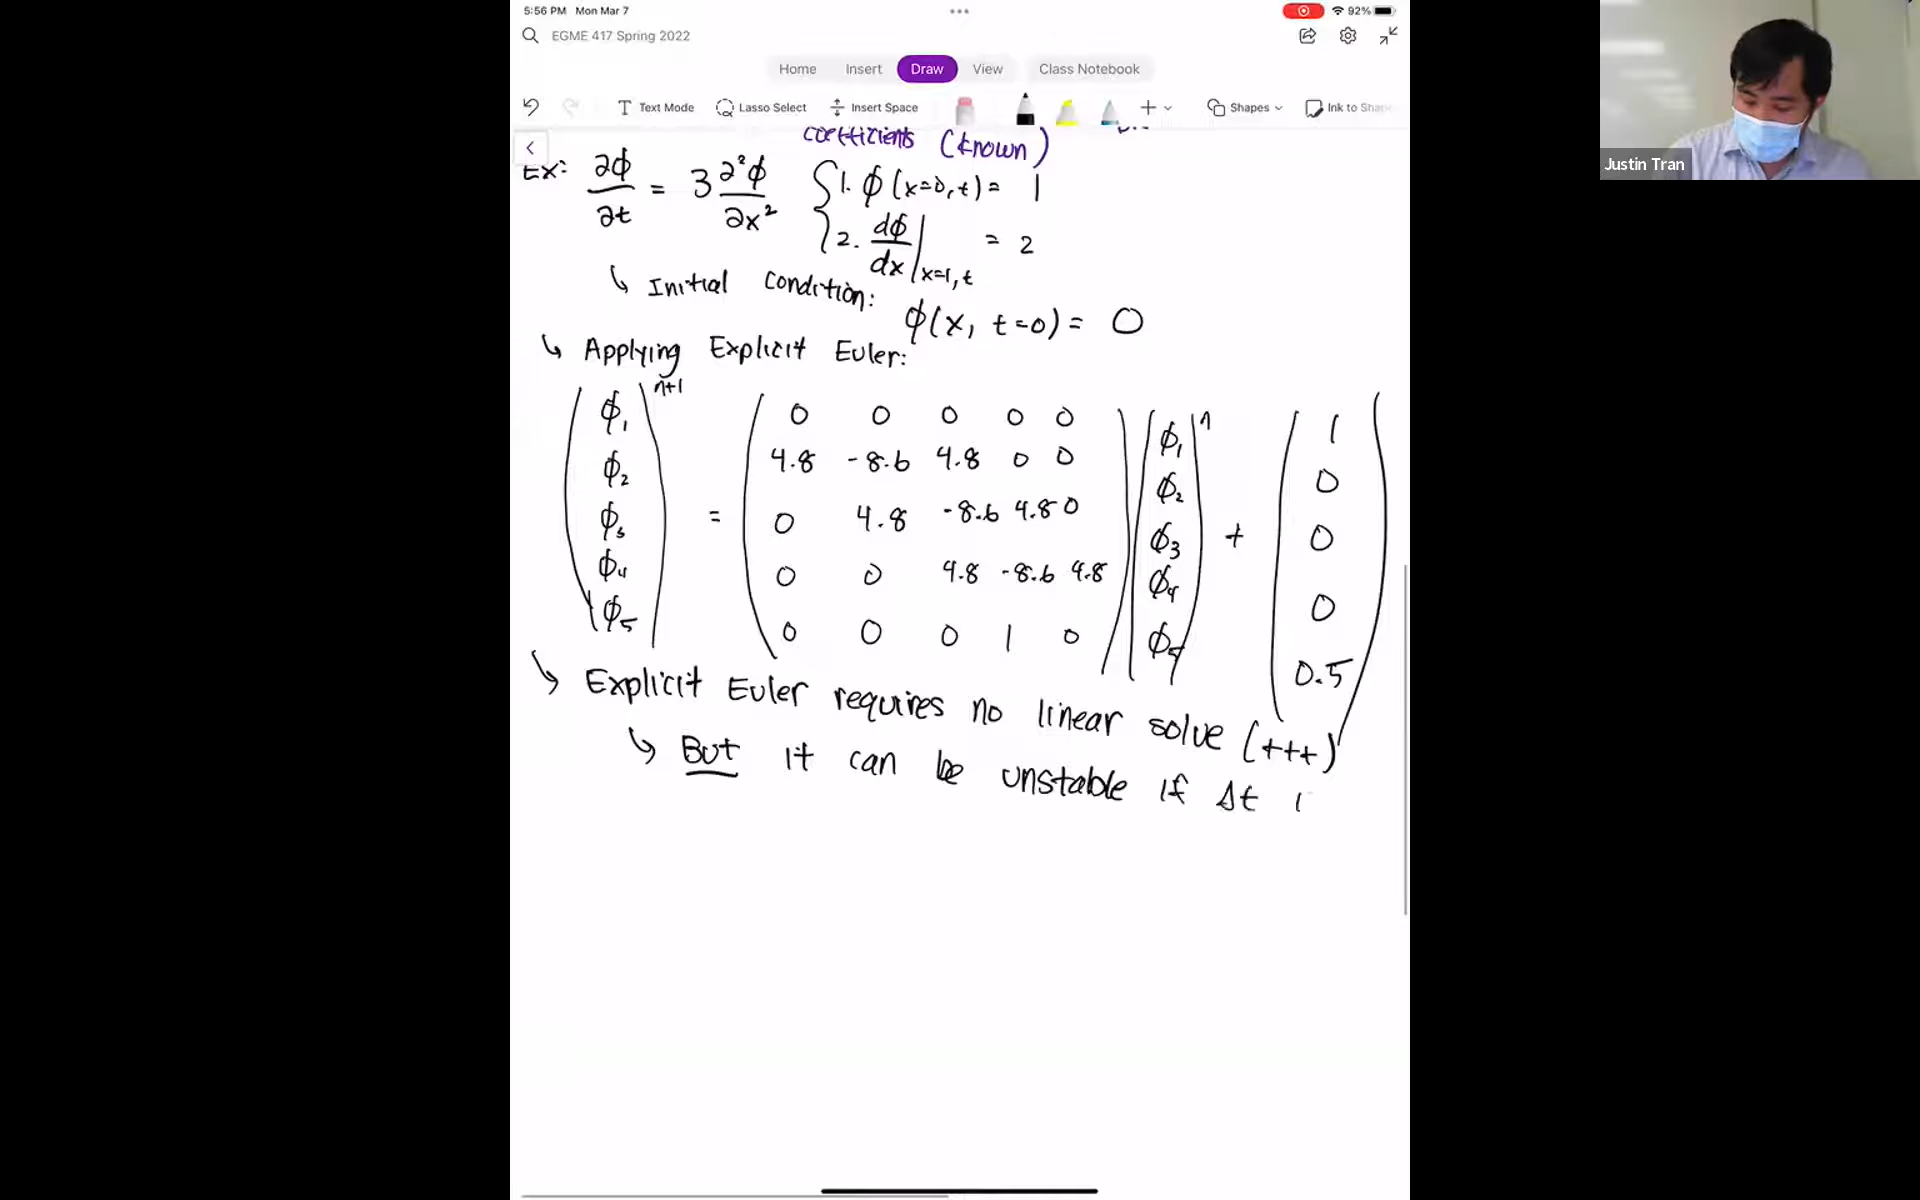 5:56 PM Mon Mar 7
92%
EGME 417 Spring 2022
Home Insert Draw View Class Notebook
Text Mode Lasso Select Insert Space Shapes Ink to Shape
Justin Tran
coefficients (known)
Ex: ∂ϕ/∂t = 3 ∂²ϕ/∂x² { 1. ϕ(x=0,t) = 1
2. dϕ/dx |x=1, t = 2
↳ Initial Condition: ϕ(x, t=0) = 0
↳ Applying Explicit Euler:
n+1 n
ϕ₁ 0 0 0 0 0 ϕ₁ 1
ϕ₂ 4.8 -8.6 4.8 0 0 ϕ₂ 0
ϕ₃ = 0 4.8 -8.6 4.8 0 ϕ₃ + 0
ϕ₄ 0 0 4.8 -8.6 4.8 ϕ₄ 0
ϕ₅ 0 0 0 1 0 ϕ₅ 0.5
↳ Explicit Euler requires no linear solve (+++)
↳ But it can be unstable if Δt